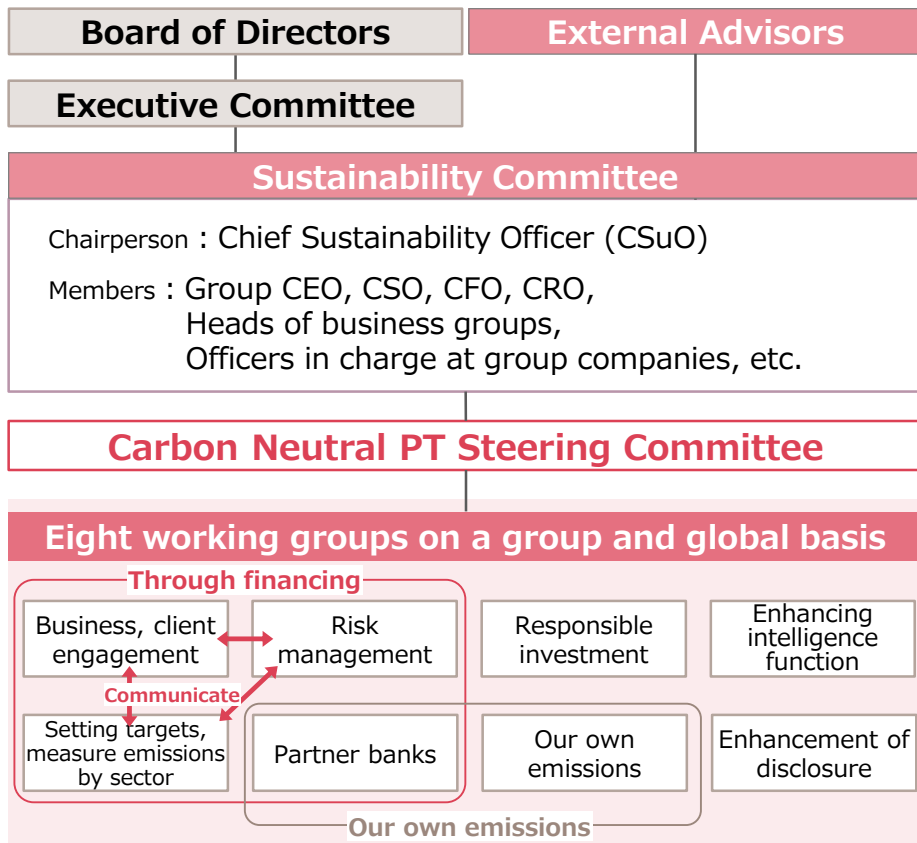 Board of Directors
External Advisors
Executive Committee
Sustainability Committee
Chairperson : Chief Sustainability Officer (CSuO)
Members : Group CEO, CSO, CFO, CRO,
Heads of business groups,
Officers in charge at group companies, etc.
Carbon Neutral PT Steering Committee
Eight working groups on a group and global basis
Through financing
Business, client
engagement
Risk
management
Responsible
investment
Enhancing
intelligence
function
Communicate
Setting targets,
measure emissions
by sector
Partner banks
Our own
emissions
Enhancement of
disclosure
Our own emissions